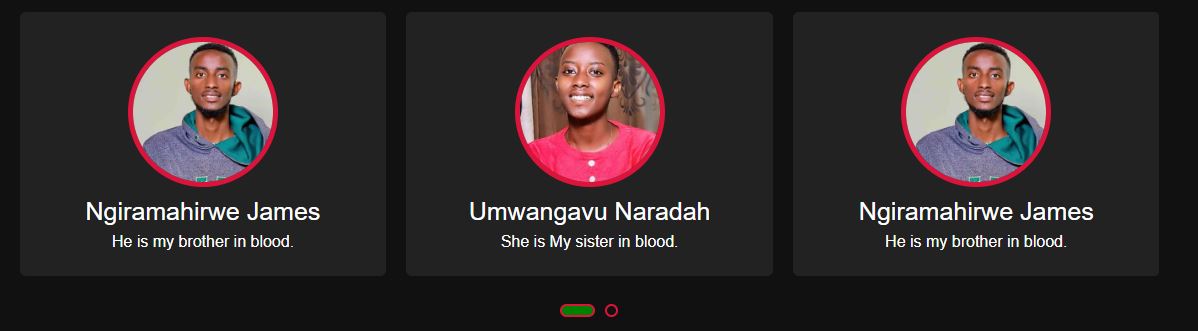 Ngiramahirwe James
He is my brother in blood.
Umwangavu Naradah
She is My sister in blood.
Ngiramahirwe James
He is my brother in blood.